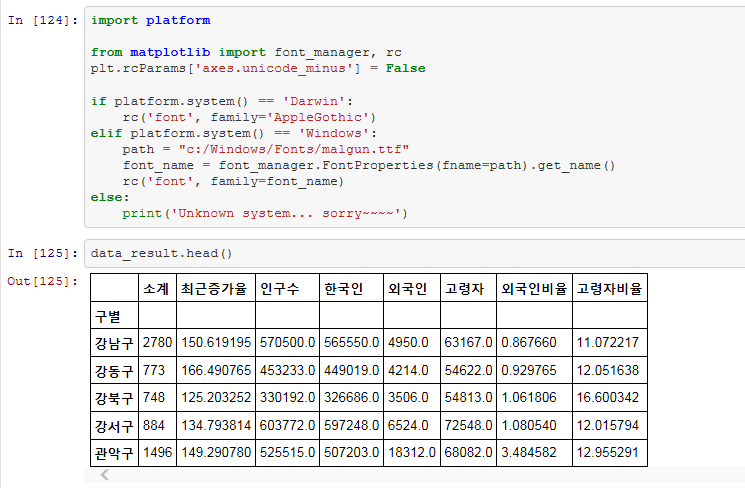 In [124]: import platform
from matplotlib import font_manager, rc
plt.rcParams['axes.unicode_minus'] = False
if platform.system() == 'Darwin':
    rc('font', family='AppleGothic')
elif platform.system() == 'Windows':
    path = "c:/Windows/Fonts/malgun.ttf"
    font_name = font_manager.FontProperties(fname=path).get_name()
    rc('font', family=font_name)
else:
    print('Unknown system... sorry~~~~')
In [125]: data_result.head()
Out[125]:
소계 최근증가율 인구수 한국인 외국인 고령자 외국인비율 고령자비율
구별
강남구 2780 150.619195 570500.0 565550.0 4950.0 63167.0 0.867660 11.072217
강동구 773 166.490765 453233.0 449019.0 4214.0 54622.0 0.929765 12.051638
강북구 748 125.203252 330192.0 326686.0 3506.0 54813.0 1.061806 16.600342
강서구 884 134.793814 603772.0 597248.0 6524.0 72548.0 1.080540 12.015794
관악구 1496 149.290780 525515.0 507203.0 18312.0 68082.0 3.484582 12.955291